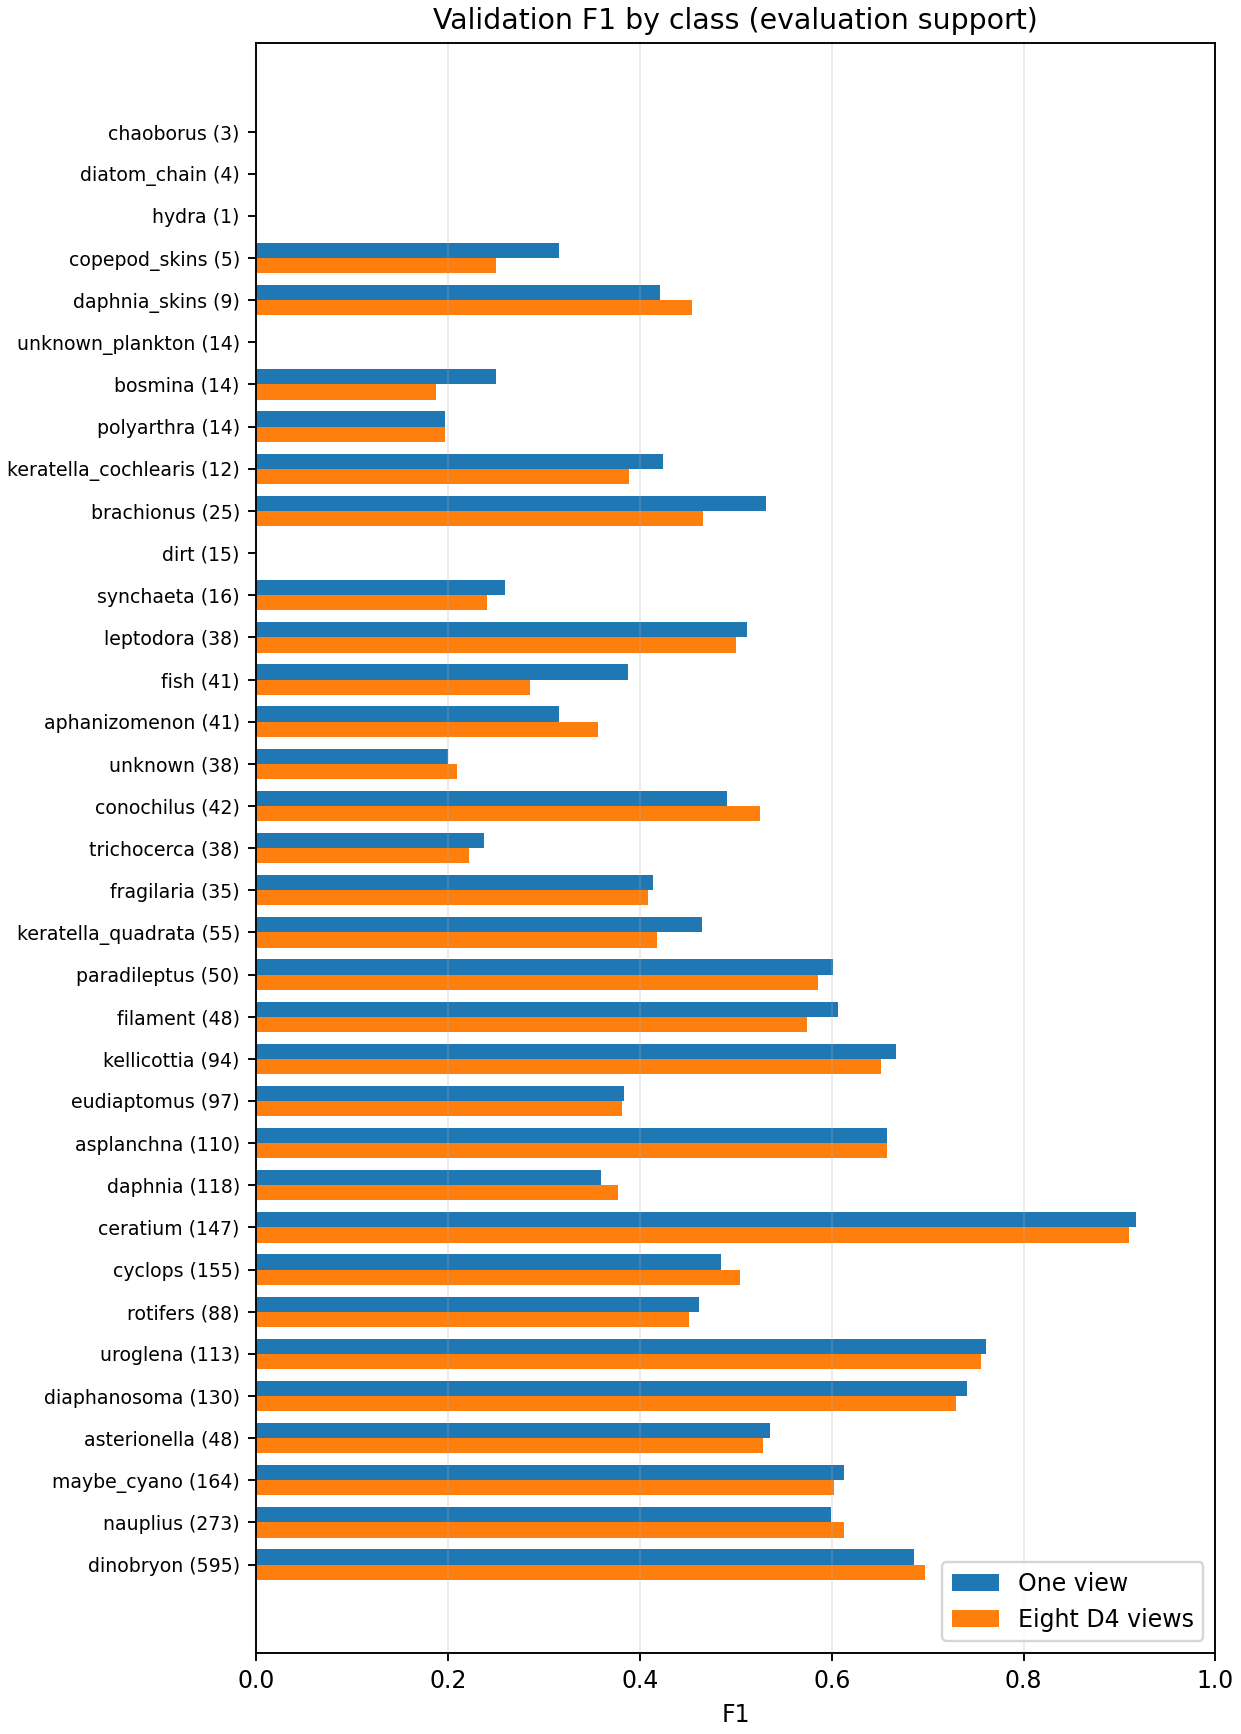 Validation F1 by class (evaluation support)
chaoborus (3)
diatom_chain (4)
hydra (1)
copepod_skins (5)
daphnia_skins (9)
unknown_plankton (14)
bosmina (14)
polyarthra (14)
keratella_cochlearis (12)
brachionus (25)
dirt (15)
synchaeta (16)
leptodora (38)
fish (41)
aphanizomenon (41)
unknown (38)
conochilus (42)
trichocerca (38)
fragilaria (35)
keratella_quadrata (55)
paradileptus (50)
filament (48)
kellicottia (94)
eudiaptomus (97)
asplanchna (110)
daphnia (118)
ceratium (147)
cyclops (155)
rotifers (88)
uroglena (113)
diaphanosoma (130)
asterionella (48)
maybe_cyano (164)
nauplius (273)
dinobryon (595)
One view
Eight D4 views
0.0 0.2 0.4 0.6 0.8 1.0
F1